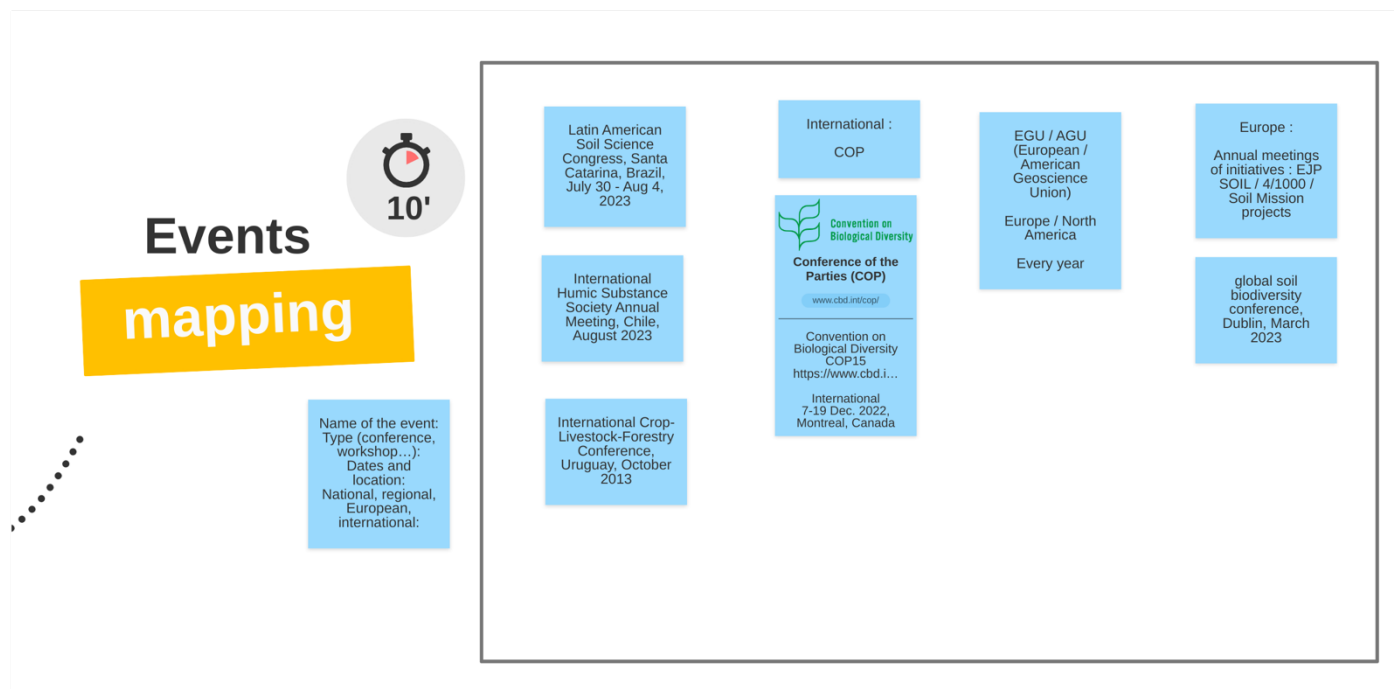 10'
Events
mapping
Name of the event:
Type (conference,
workshop...):
Dates and
location:
National, regional,
European,
international:
Latin American
Soil Science
Congress, Santa
Catarina, Brazil,
July 30 - Aug 4,
2023
International
Humic Substance
Society Annual
Meeting, Chile,
August 2023
International Crop-
Livestock-Forestry
Conference,
Uruguay, October
2013
International :
COP
Convention on
Biological Diversity
Conference of the
Parties (COP)
www.cbd.int/cop/
Convention on
Biological Diversity
COP15
https://www.cbd.i...
International
7-19 Dec. 2022,
Montreal, Canada
EGU / AGU
(European /
American
Geoscience
Union)
Europe / North
America
Every year
Europe :
Annual meetings
of initiatives : EJP
SOIL / 4/1000 /
Soil Mission
projects
global soil
biodiversity
conference,
Dublin, March
2023